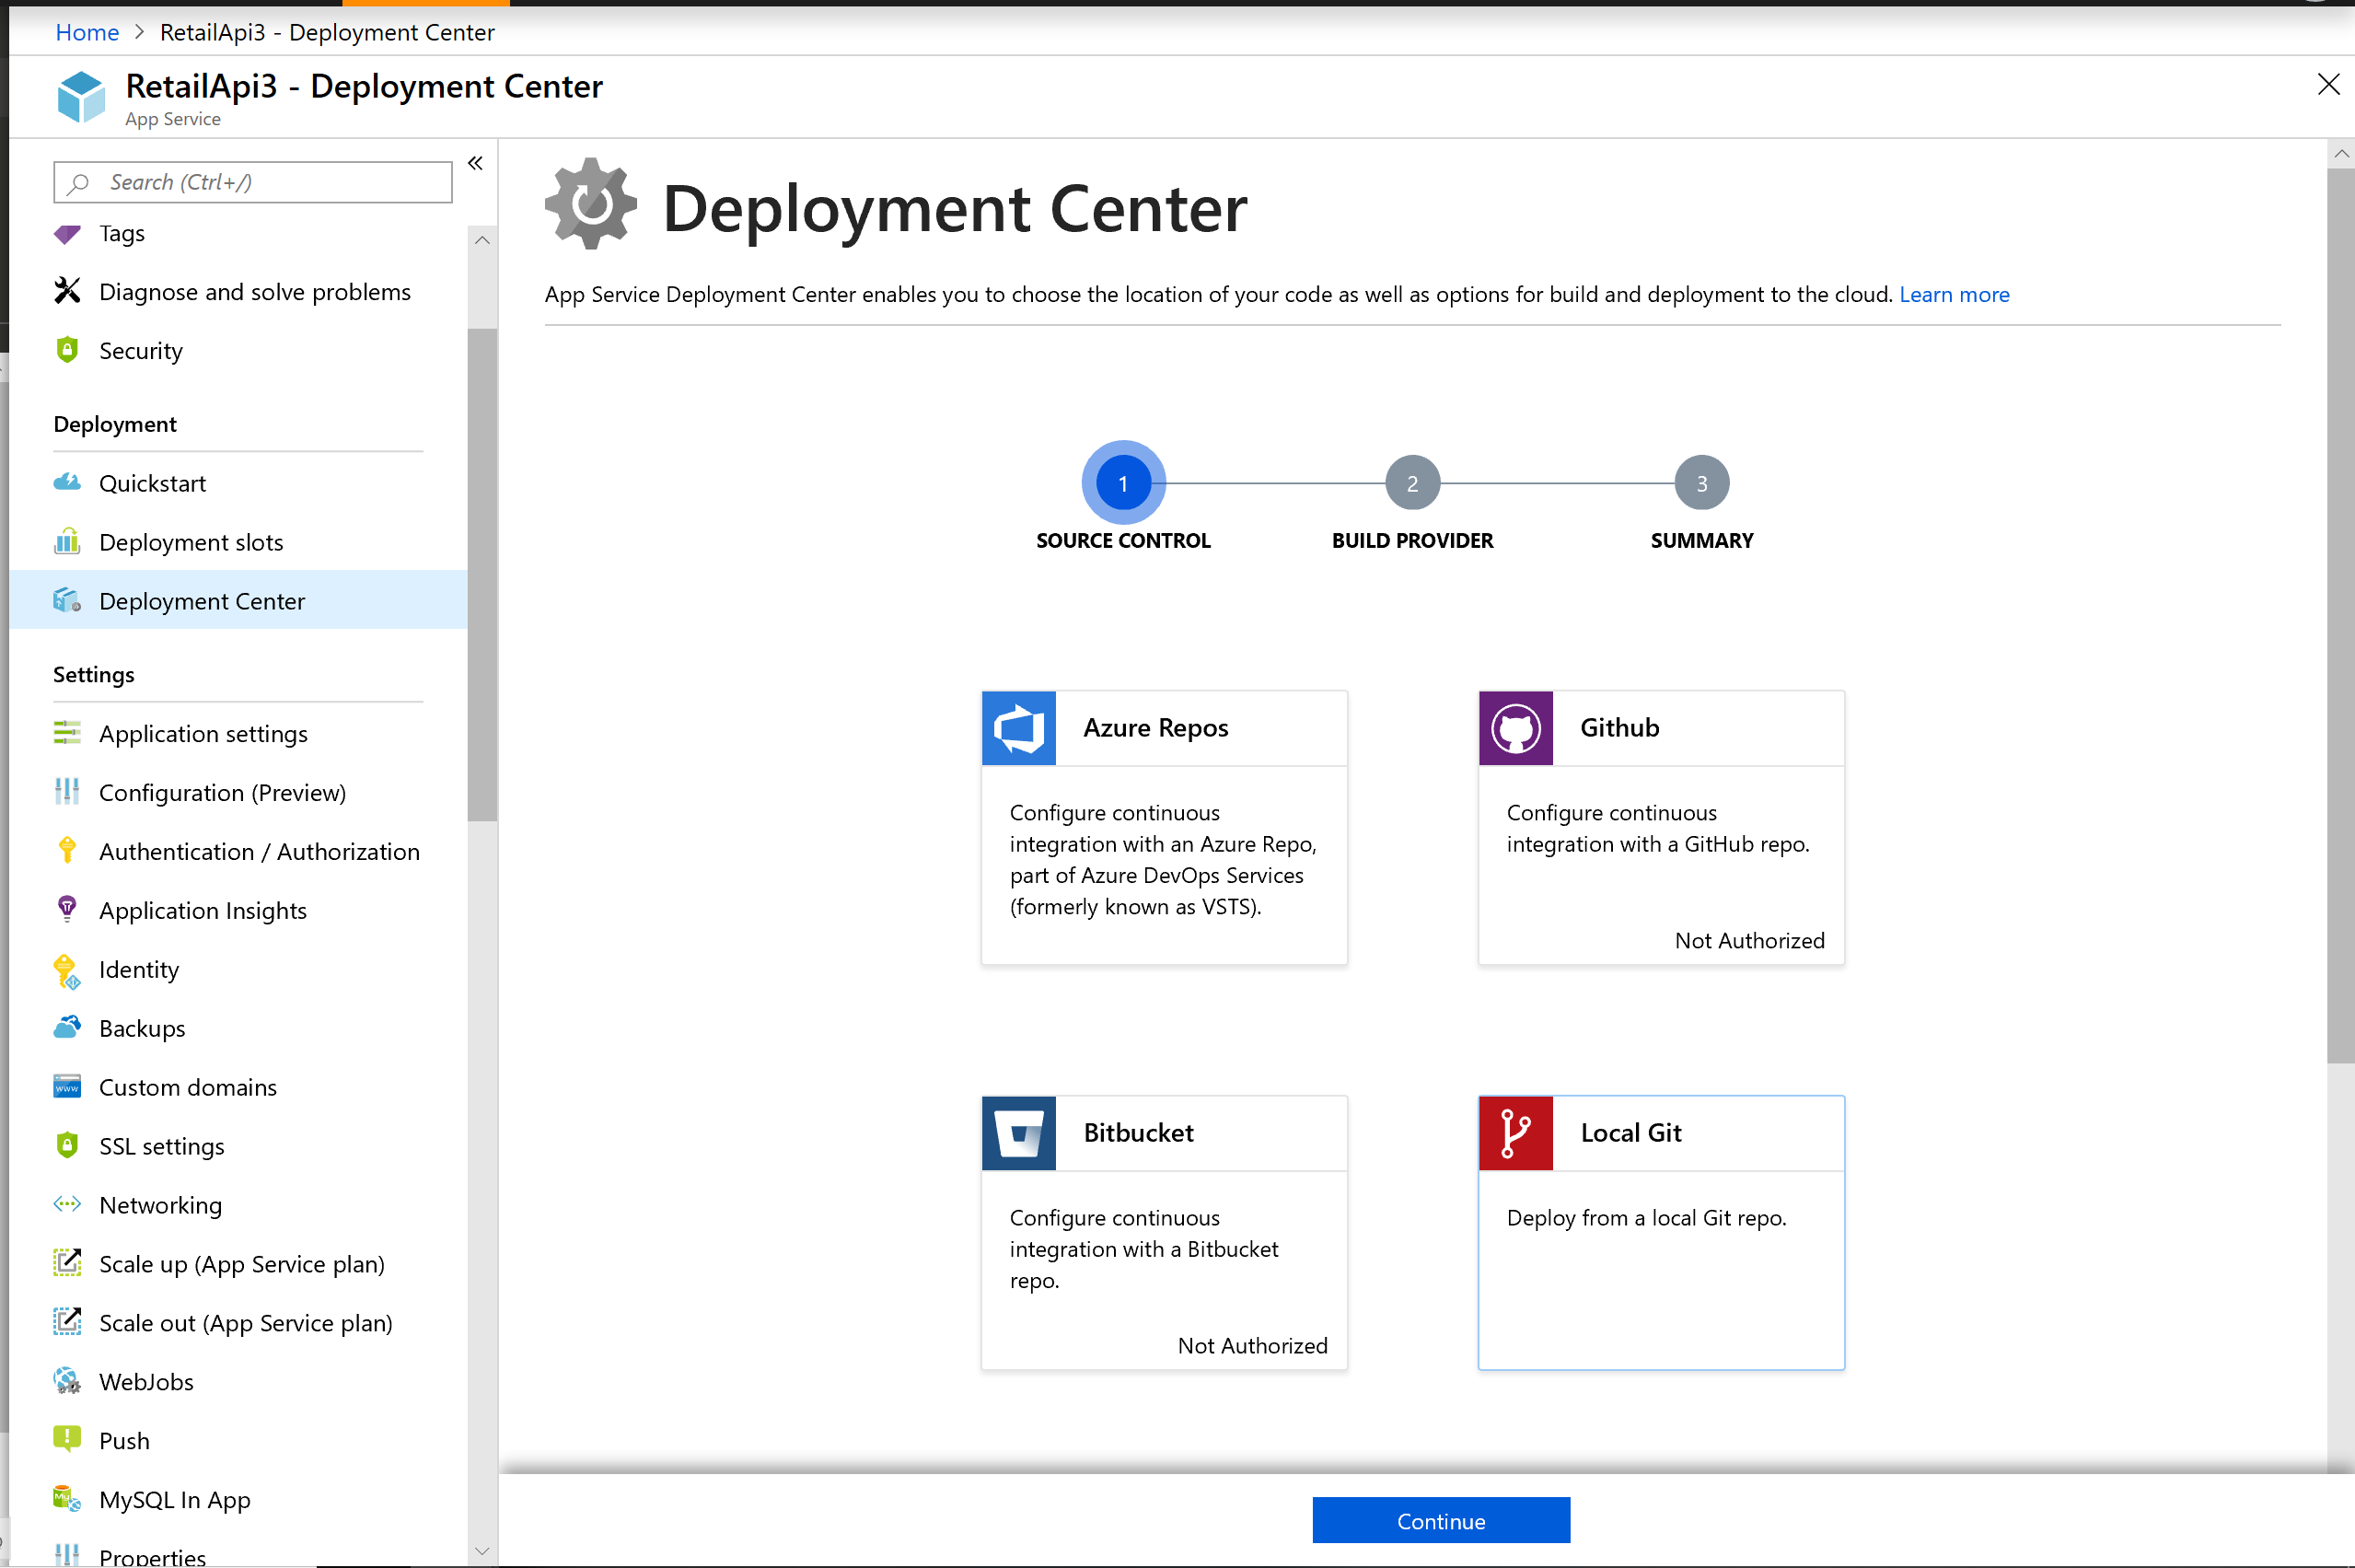 Home > RetailApi3 - Deployment Center
RetailApi3 - Deployment Center
App Service
Search (Ctrl+/)
«
Tags
Diagnose and solve problems
Security
Deployment
Quickstart
Deployment slots
Deployment Center
Settings
Application settings
Configuration (Preview)
Authentication / Authorization
Application Insights
Identity
Backups
Custom domains
SSL settings
Networking
Scale up (App Service plan)
Scale out (App Service plan)
WebJobs
Push
MySQL In App
Properties
Deployment Center
App Service Deployment Center enables you to choose the location of your code as well as options for build and deployment to the cloud. Learn more
1 2 3
SOURCE CONTROL BUILD PROVIDER SUMMARY
Azure Repos
Configure continuous
integration with an Azure Repo,
part of Azure DevOps Services
(formerly known as VSTS).
Github
Configure continuous
integration with a GitHub repo.
Not Authorized
Bitbucket
Configure continuous
integration with a Bitbucket
repo.
Not Authorized
Local Git
Deploy from a local Git repo.
Continue